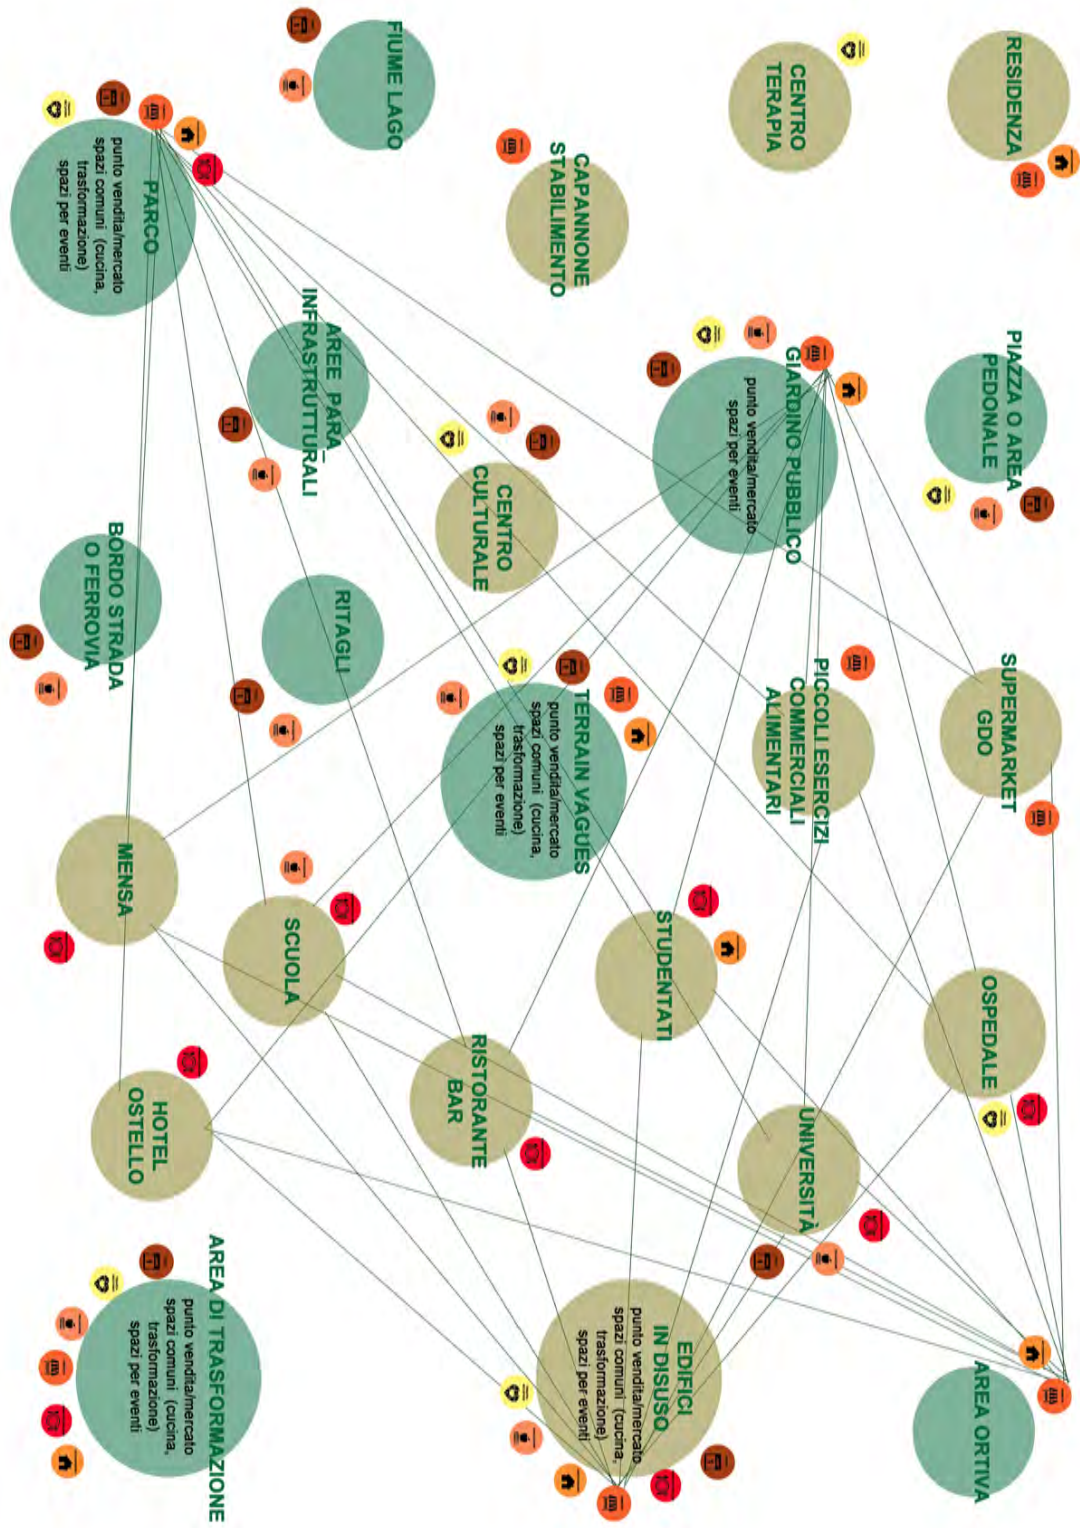 RESIDENZA
PIAZZA O AREA
PEDONALE
SUPERMARKET
GDO
OSPEDALE
AREA ORTIVA
CENTRO
TERAPIA
GIARDINO PUBBLICO
punto vendita/mercato
spazi per eventi
PICCOLI ESERCIZI
COMMERCIALI
ALIMENTARI
UNIVERSITÀ
CAPANNONE
STABILIMENTO
TERRAIN VAGUES
punto vendita/mercato
spazi comuni (cucina,
trasformazione)
spazi per eventi
STUDENTATI
EDIFICI
IN DISUSO
punto vendita/mercato
spazi comuni (cucina,
trasformazione)
spazi per eventi
CENTRO
CULTURALE
RISTORANTE
BAR
FIUME LAGO
AREE PARA_
INFRASTRUTTURALI
RITAGLI
SCUOLA
PARCO
punto vendita/mercato
spazi comuni (cucina,
trasformazione)
spazi per eventi
BORDO STRADA
O FERROVIA
MENSA
HOTEL
OSTELLO
AREA DI TRASFORMAZIONE
punto vendita/mercato
spazi comuni (cucina,
trasformazione)
spazi per eventi